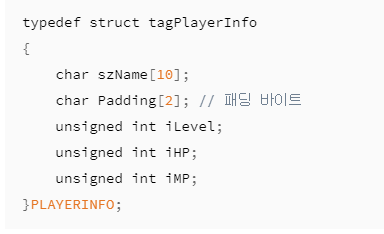 typedef struct tagPlayerInfo
{
    char szName[10];
    char Padding[2]; // 패딩 바이트
    unsigned int iLevel;
    unsigned int iHP;
    unsigned int iMP;
}PLAYERINFO;